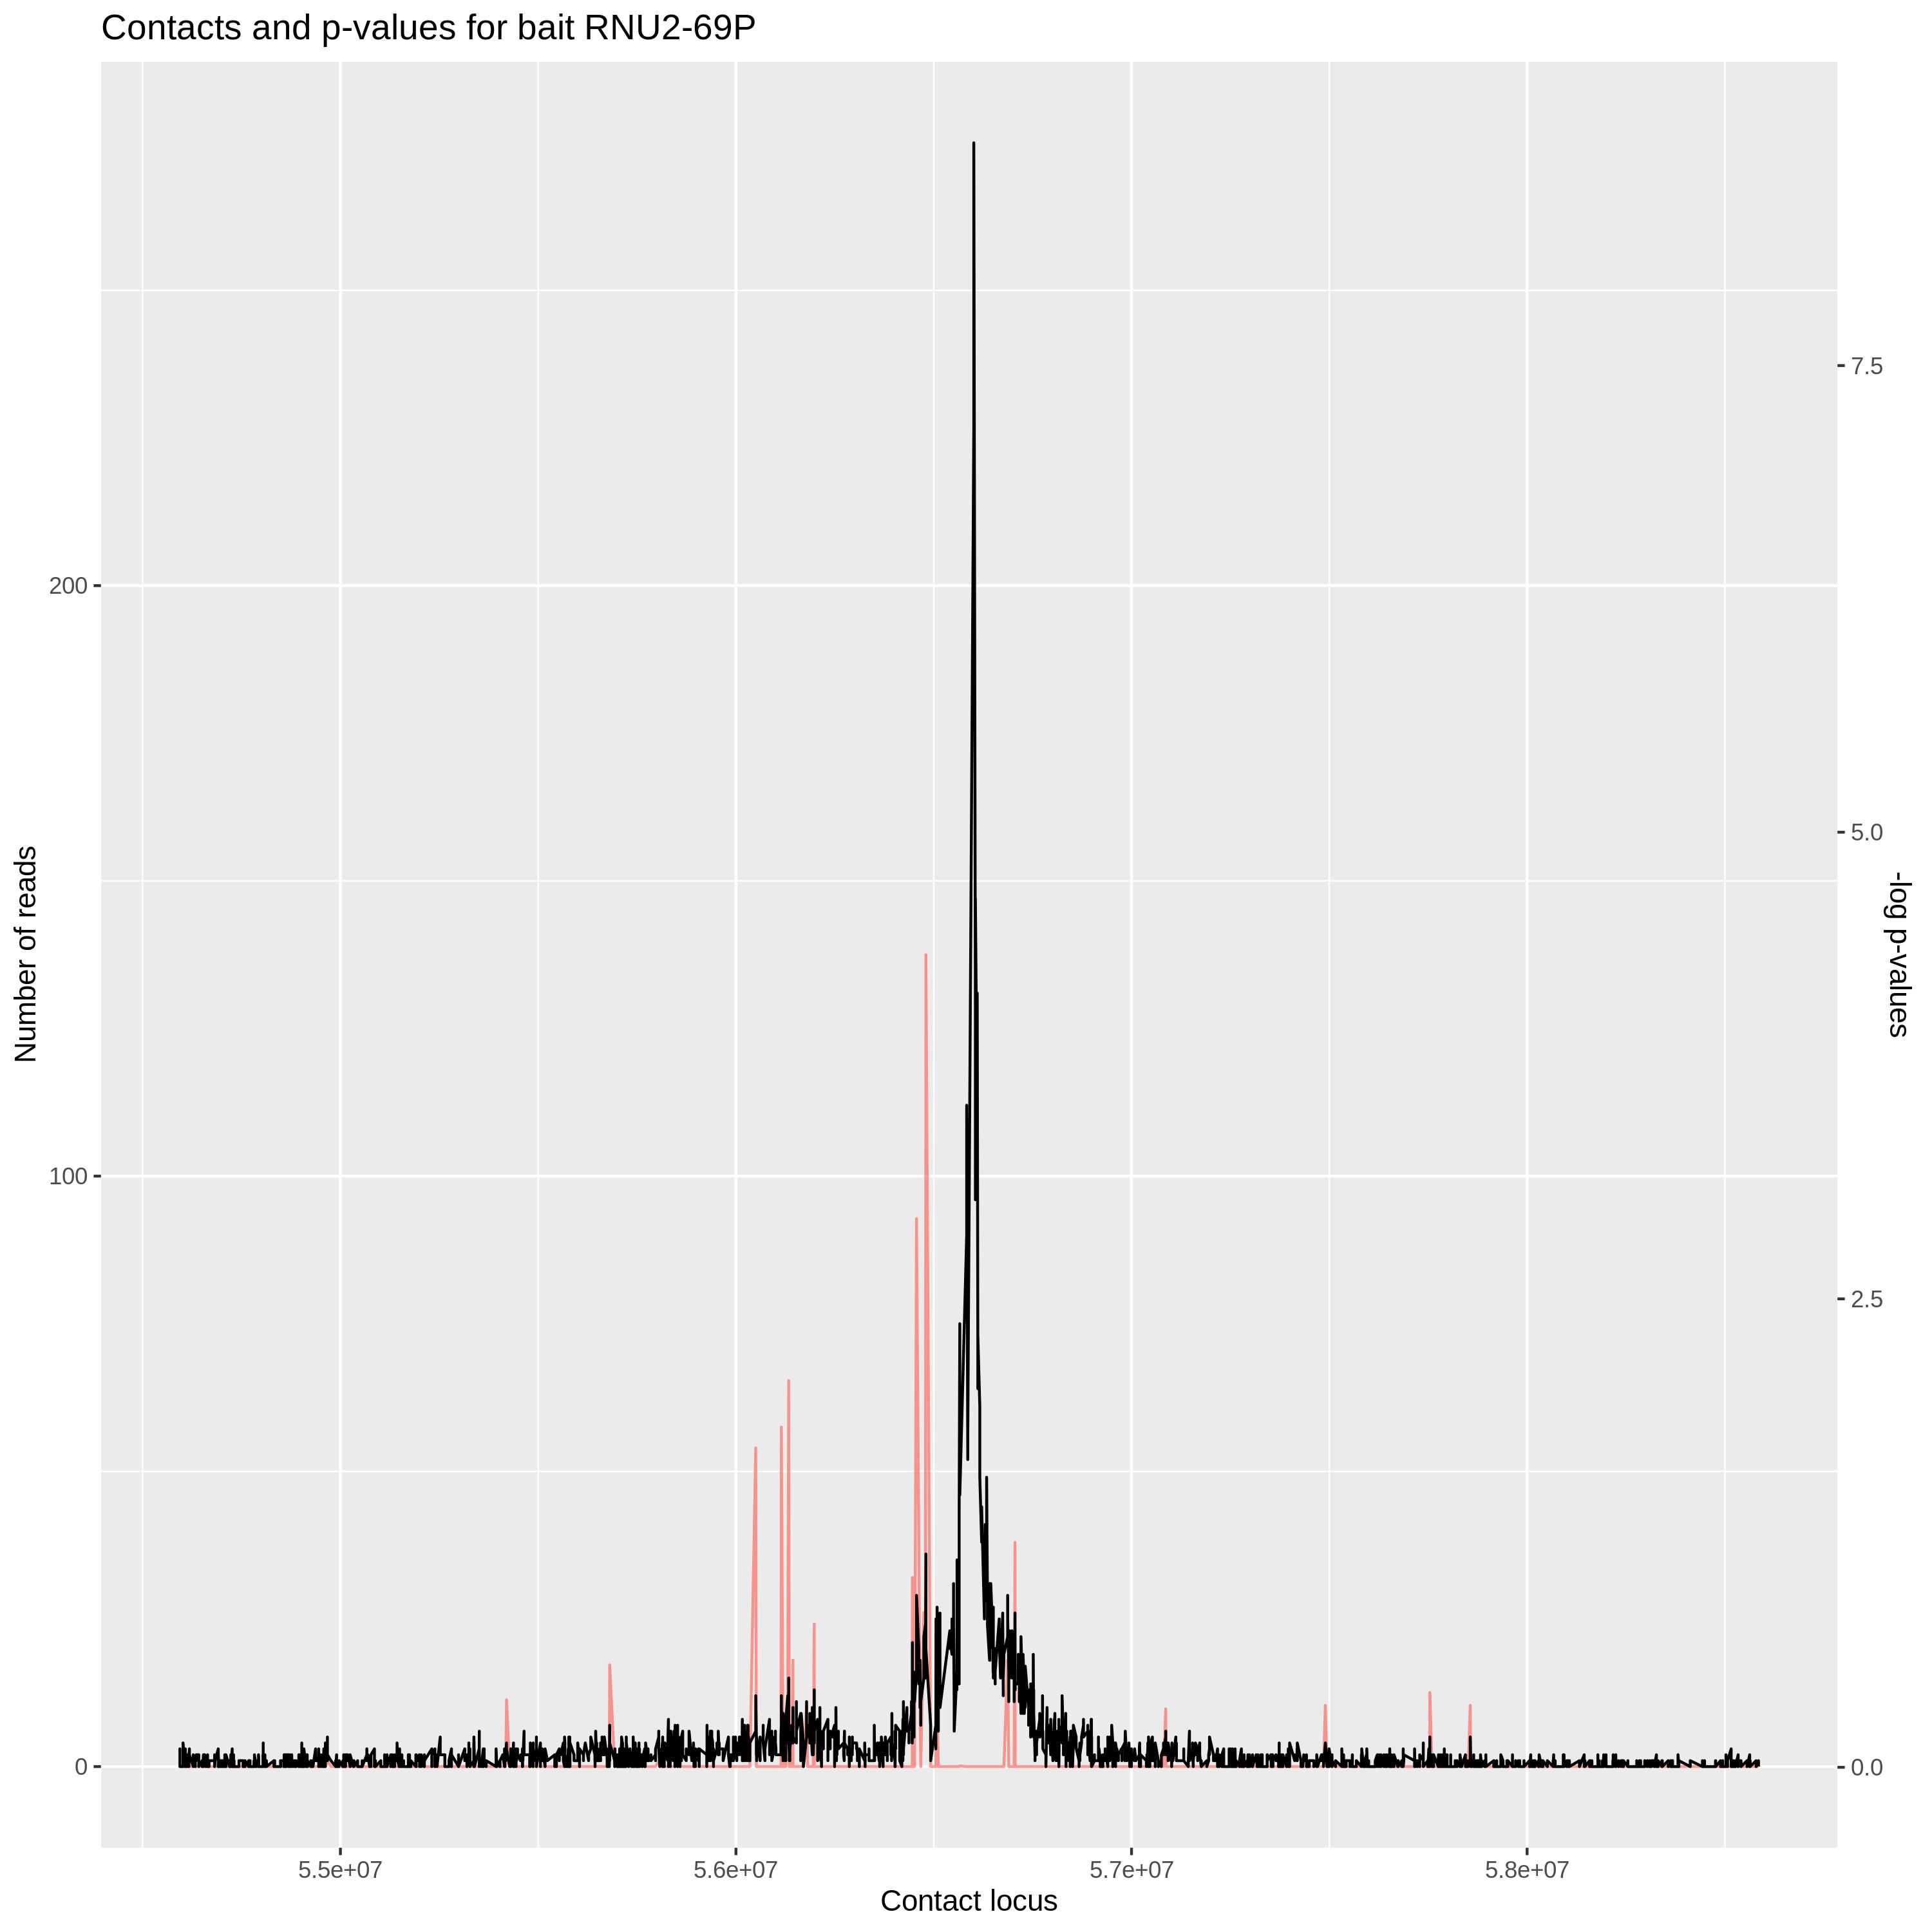 Contacts and p-values for bait RNU2-69P
Number of reads
200
100
0
7.5
5.0
2.5
0.0
-log p-values
5.5e+07
5.6e+07
5.7e+07
5.8e+07
Contact locus